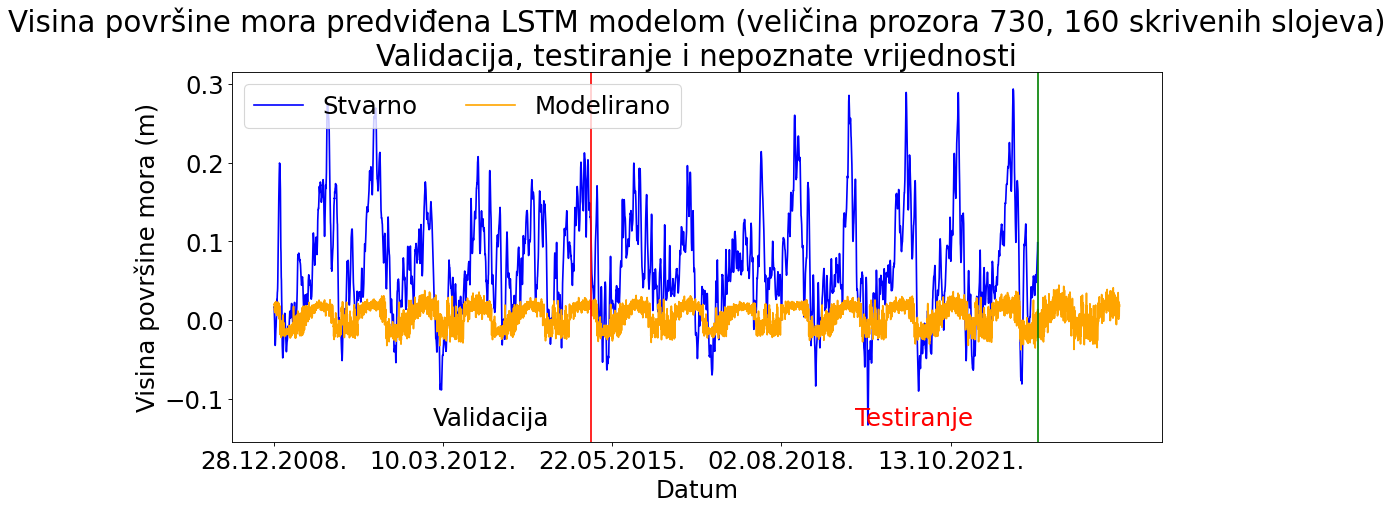 Visina površine mora predviđena LSTM modelom (veličina prozora 730, 160 skrivenih slojeva)
Validacija, testiranje i nepoznate vrijednosti
Stvarno Modelirano
Visina površine mora (m)
0.3
0.2
0.1
0.0
−0.1
Validacija Testiranje
28.12.2008. 10.03.2012. 22.05.2015. 02.08.2018. 13.10.2021.
Datum